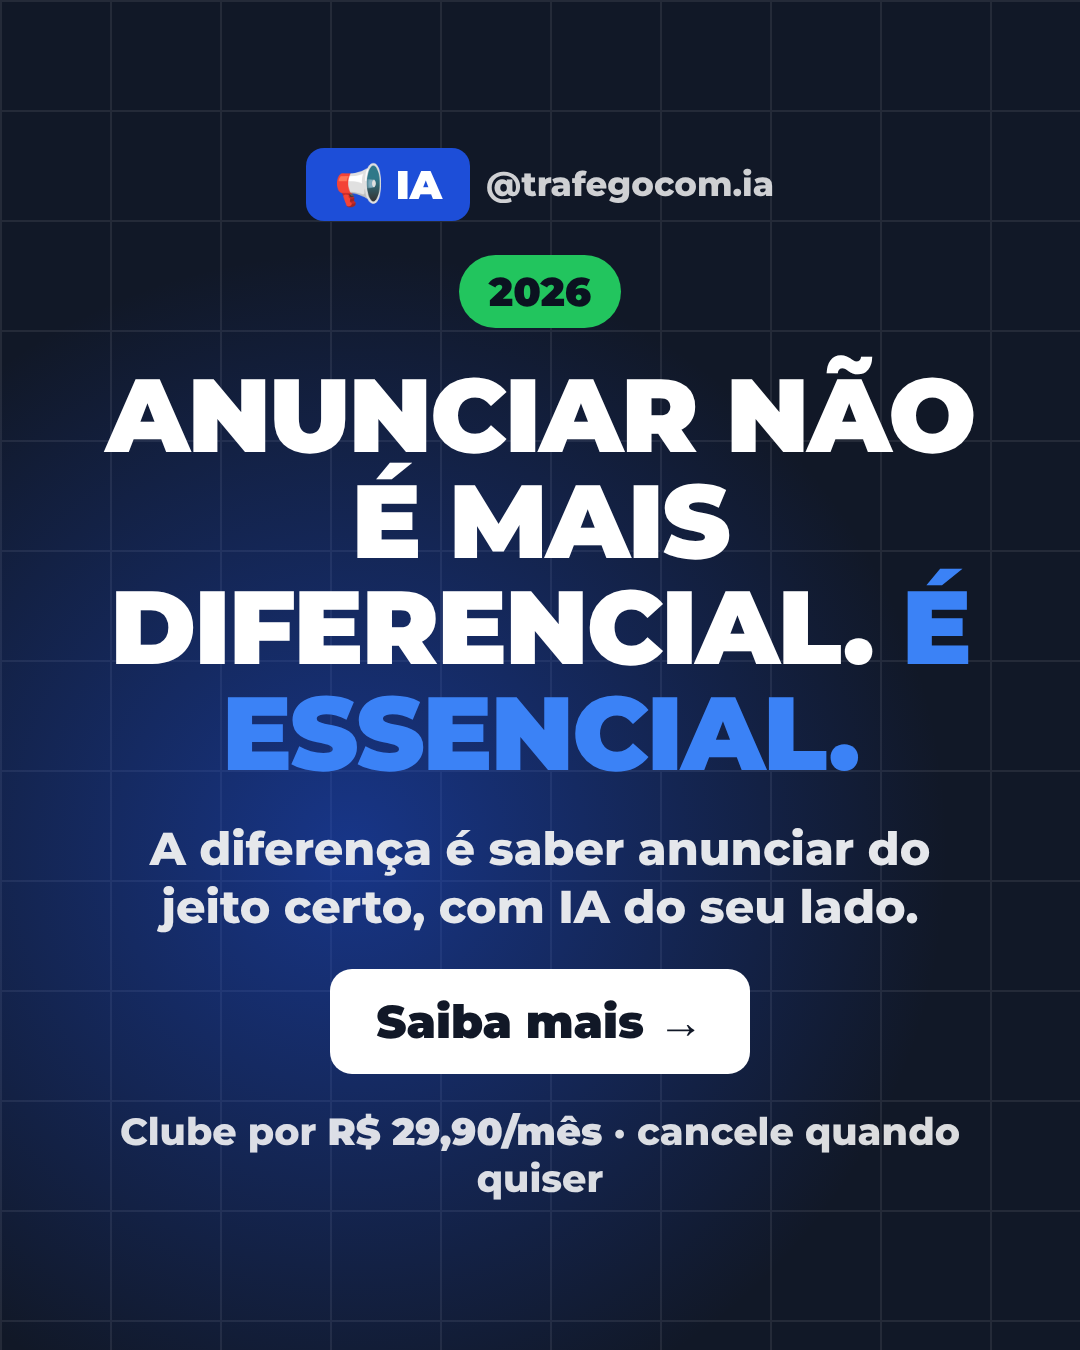 📢 IA @trafegocom.ia
2026
ANUNCIAR NÃO
É MAIS
DIFERENCIAL. É
ESSENCIAL.
A diferença é saber anunciar do
jeito certo, com IA do seu lado.
Saiba mais →
Clube por R$ 29,90/mês · cancele quando
quiser